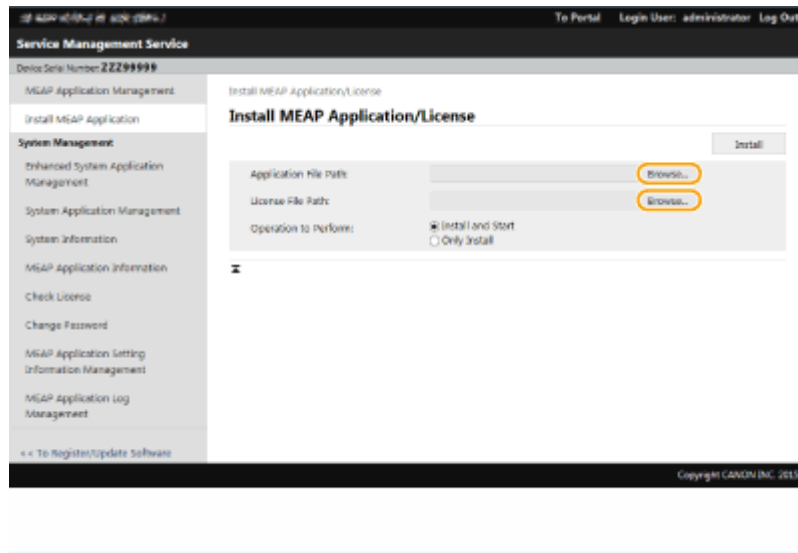 To Portal Login User: administrator Log Out
Service Management Service
Device Serial Number: ZZZ99999
MEAP Application Management
Install MEAP Application
System Management
Enhanced System Application
Management
System Application Management
System Information
MEAP Application Information
Check License
Change Password
MEAP Application Setting
Information Management
MEAP Application Log
Management
<< To Register/Update Software
Install MEAP Application/License
Install MEAP Application/License
Install
Application File Path:
Browse...
License File Path:
Browse...
Operation to Perform:
Install and Start
Only Install
Copyright CANON INC. 2015